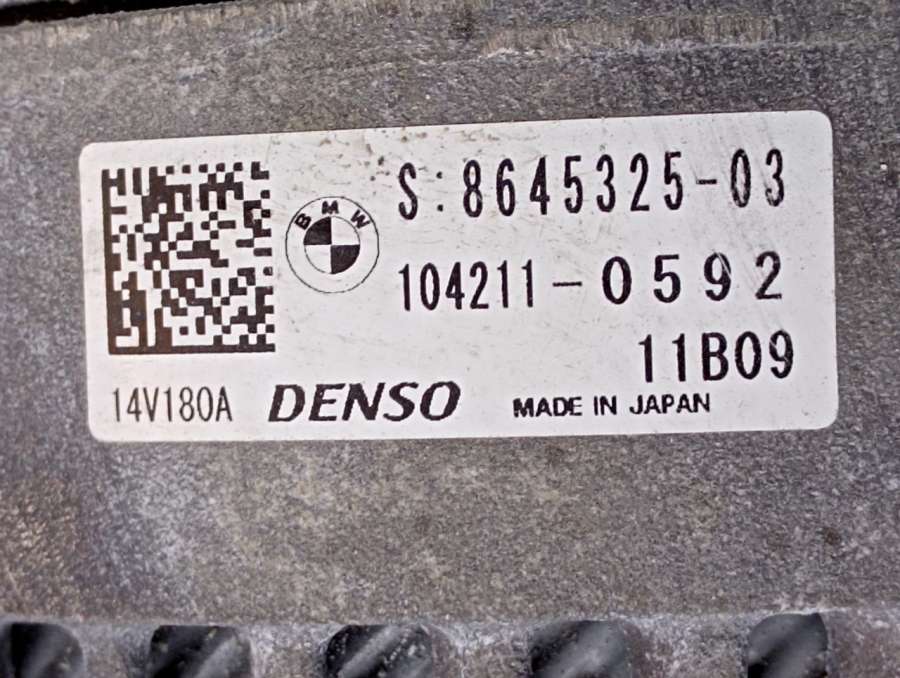 S:8645325-03
BMW
104211-0592
11B09
14V180A DENSO MADE IN JAPAN